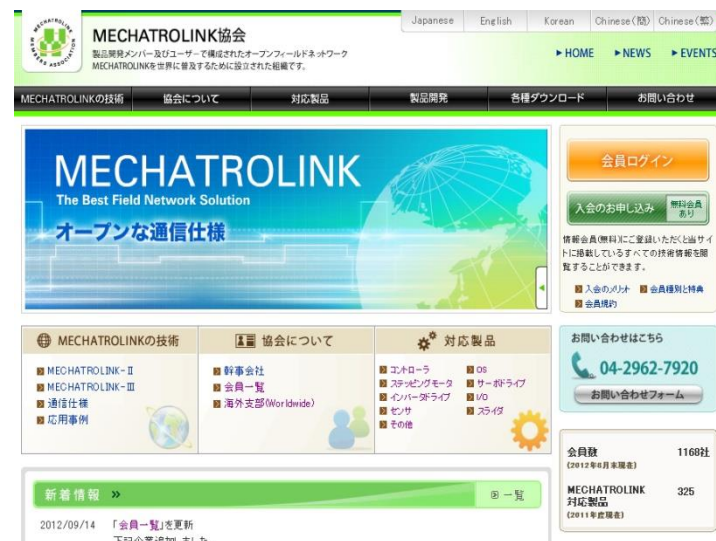 MECHATROLINK協会
製品開発メンバー及びユーザーで構成されたオープンフィールドネットワーク
MECHATROLINKを世界に普及するために設立された組織です。
Japanese English Korean Chinese(簡) Chinese(繁)
HOME NEWS EVENTS
MECHATROLINKの技術 協会について 対応製品 製品開発 各種ダウンロード お問い合わせ
MECHATROLINK
The Best Field Network Solution
オープンな通信仕様
会員ログイン
入会のお申し込み 無料会員あり
情報会員(無料)にご登録いただくと当サイ
トに掲載しているすべての技術情報を閲
覧することができます。
入会のメリット 会員種別と特典
会員規約
MECHATROLINKの技術
MECHATROLINK-Ⅱ
MECHATROLINK-Ⅲ
通信仕様
応用事例
協会について
幹事会社
会員一覧
海外支部(Worldwide)
対応製品
コントローラ OS
ステッピングモータ サーボドライブ
インバータドライブ I/O
センサ スライダ
その他
お問い合わせはこちら
04-2962-7920
お問い合わせフォーム
会員数 1168社
(2012年6月末現在)
MECHATROLINK 325
対応製品
(2011年度現在)
新着情報 »
一覧
2012/09/14 「会員一覧」を更新
下記企業追加しました